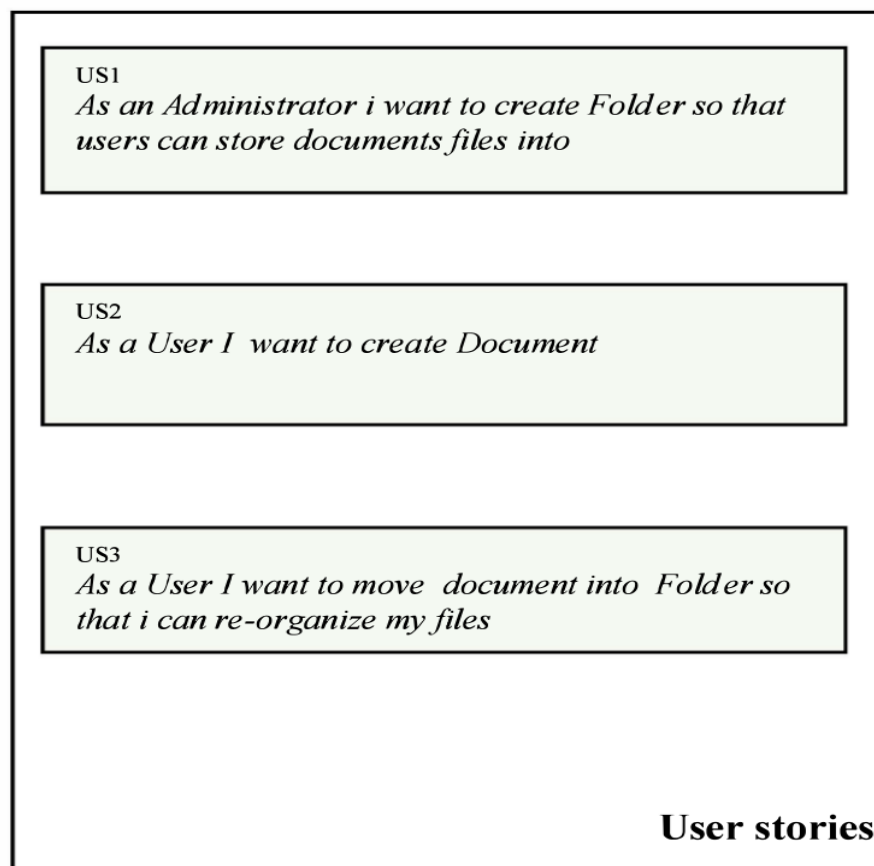 US1
As an Administrator i want to create Folder so that
users can store documents files into
US2
As a User I want to create Document
US3
As a User I want to move document into Folder so
that i can re-organize my files
User stories